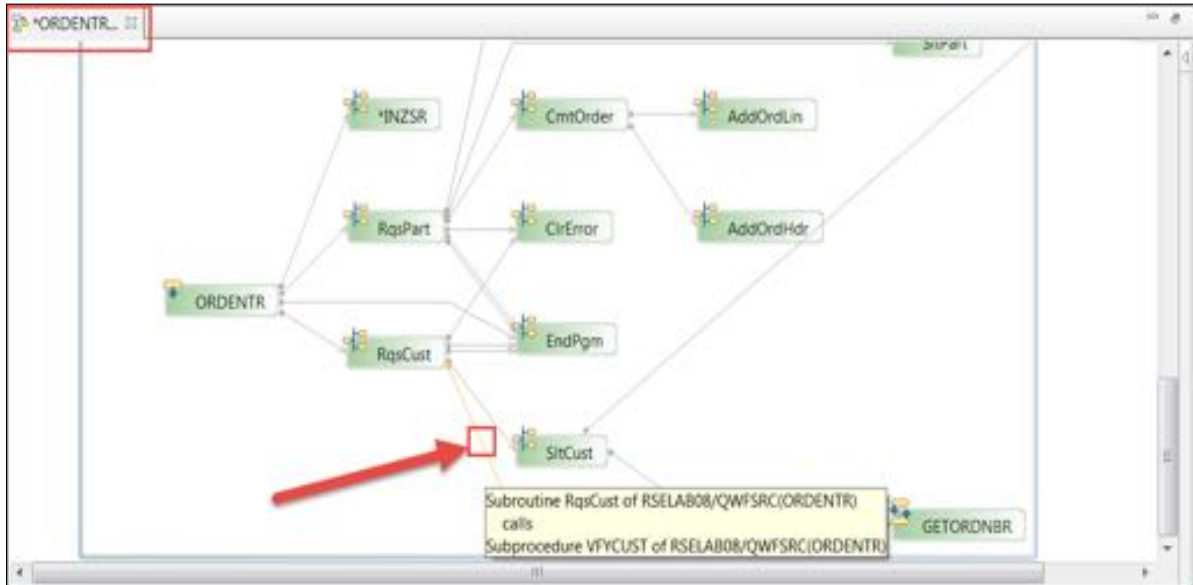 *ORDENTR...
SltPart
*INZSR
CmtOrder
AddOrdLin
RqsPart
ClrError
AddOrdHdr
ORDENTR
RqsCust
EndPgm
SltCust
Subroutine RqsCust of RSELAB08/QWFSRC(ORDENTR)
calls
Subprocedure VFYCUST of RSELAB08/QWFSRC(ORDENTR)
GETORDNBR